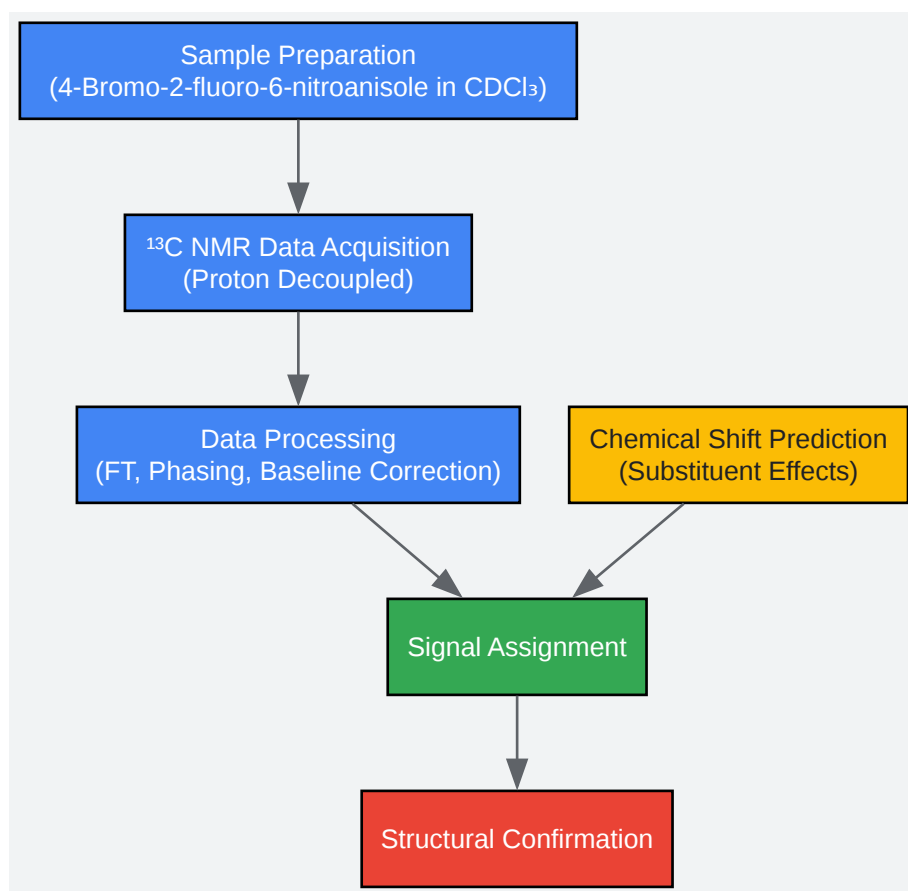 Sample Preparation
(4-Bromo-2-fluoro-6-nitroanisole in CDCl₃)
¹³C NMR Data Acquisition
(Proton Decoupled)
Data Processing
(FT, Phasing, Baseline Correction)
Chemical Shift Prediction
(Substituent Effects)
Signal Assignment
Structural Confirmation